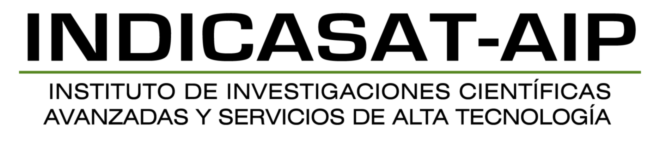 INDICASAT-AIP
INSTITUTO DE INVESTIGACIONES CIENTÍFICAS
AVANZADAS Y SERVICIOS DE ALTA TECNOLOGÍA